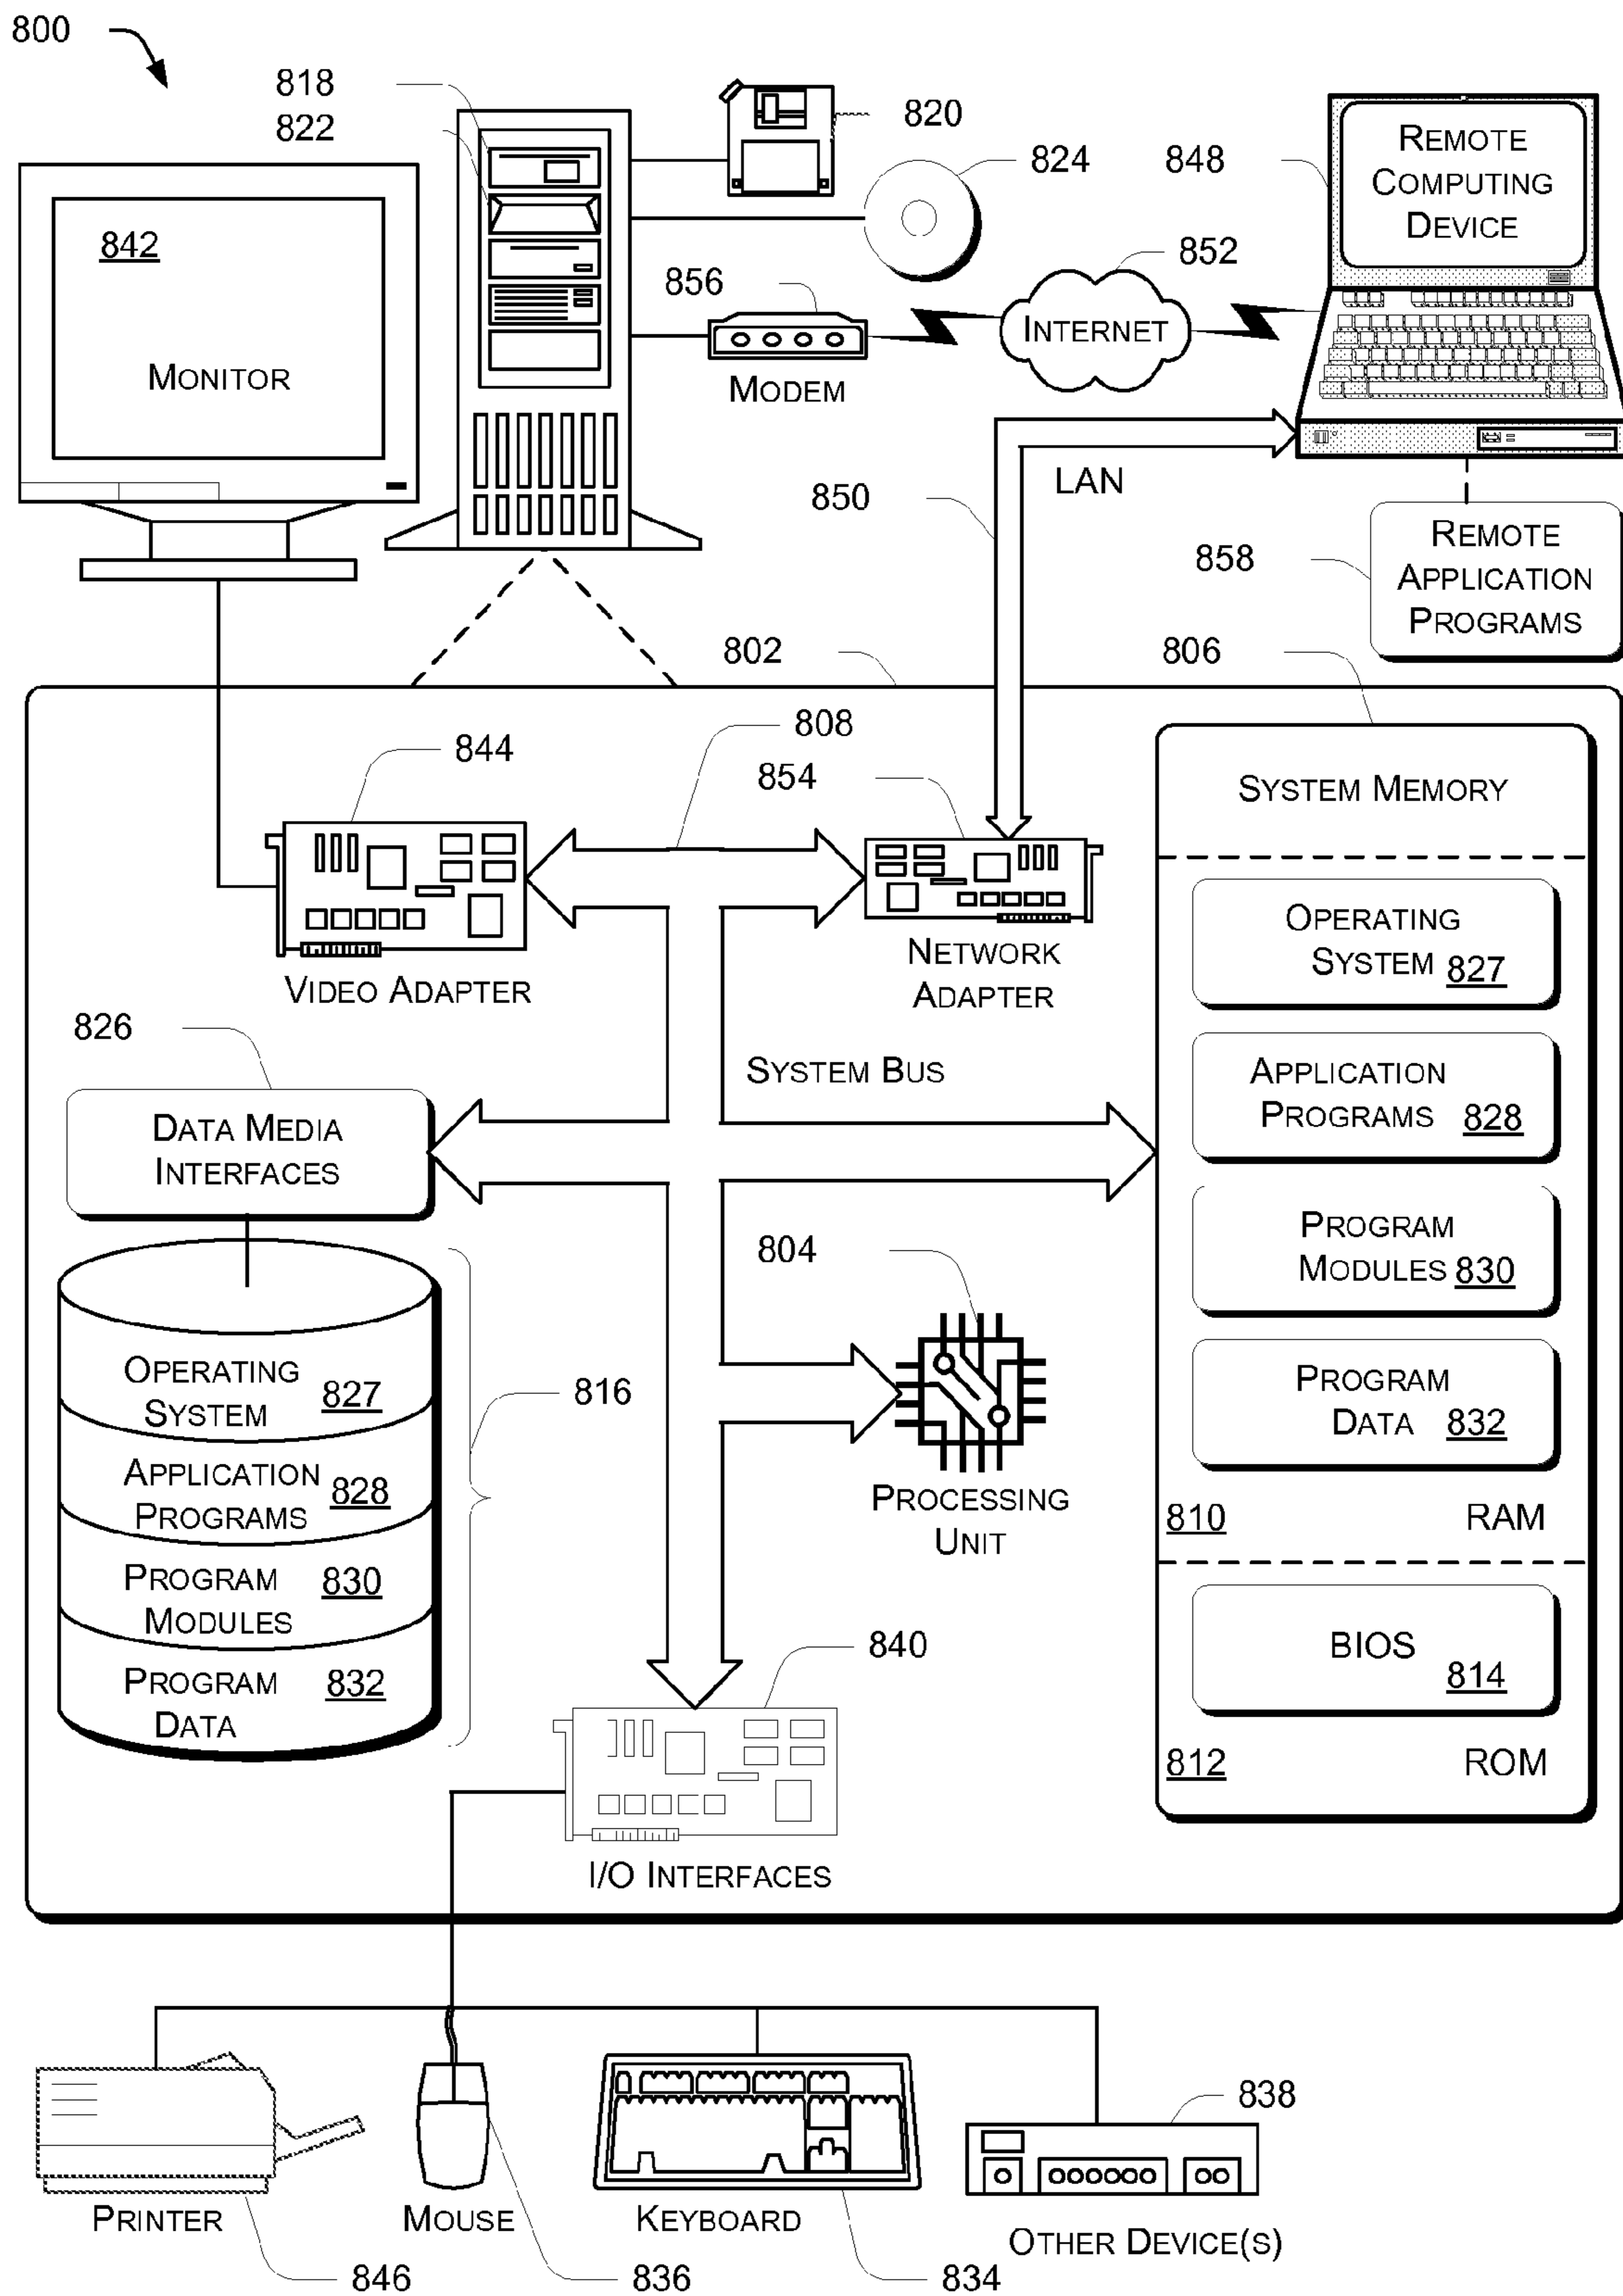 800
818
822
820
824
848
REMOTE
COMPUTING
DEVICE
842
MONITOR
856
852
INTERNET
MODEM
LAN
850
REMOTE
APPLICATION
PROGRAMS
858
802
806
808
844
854
SYSTEM MEMORY
OPERATING
SYSTEM 827
NETWORK
ADAPTER
VIDEO ADAPTER
826
SYSTEM BUS
APPLICATION
PROGRAMS 828
DATA MEDIA
INTERFACES
PROGRAM
MODULES 830
804
OPERATING
SYSTEM 827
816
PROGRAM
DATA 832
APPLICATION
PROGRAMS 828
PROCESSING
UNIT
810 RAM
PROGRAM
MODULES 830
840
BIOS
814
PROGRAM
DATA 832
812 ROM
I/O INTERFACES
838
PRINTER
MOUSE
KEYBOARD
OTHER DEVICE(S)
846
836
834